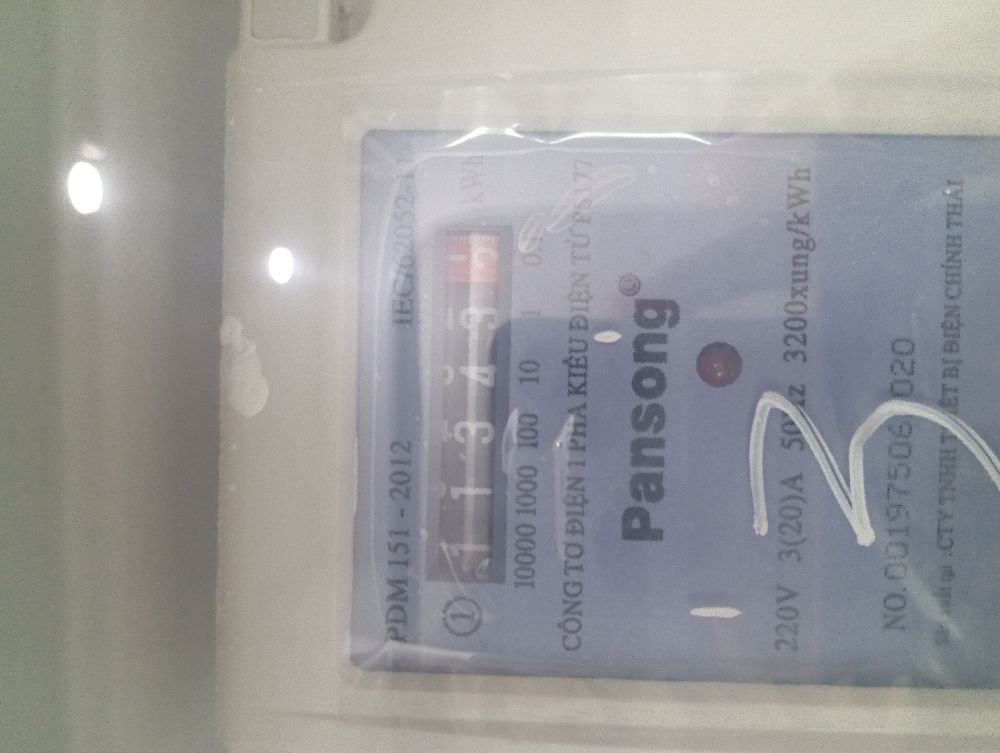 PDM 151 - 2012 IEC/62052-1
① 1 3 4 3 2 kWh
10000 1000 100 10 1
CÔNG TƠ ĐIỆN 1 PHA KIỂU ĐIỆN TỬ
Pansong®
220V 3(20)A 50Hz 3200xung/kWh
3
NO.
CTY TNHH THIẾT BỊ ĐIỆN CHÍNH THÁI